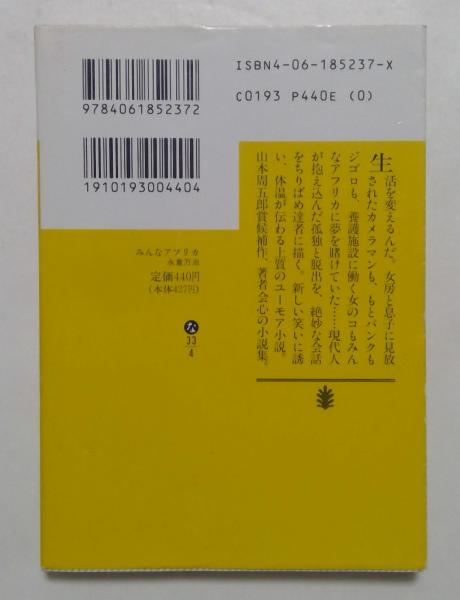 9784061852372
1910193004404
ISBN4-06-185237-X
C0193 P440E (0)
生活を変えるんだ。女房と息子に見放
されたカメラマンも、もとパンクも
ジゴロも、養護施設に働く女のコもみん
なアフリカに夢を賭けていた……現代人
が抱え込んだ孤独と脱出を、絶妙な会話
をちりばめ達者に描く。新しい笑いに誘
い、体温が伝わる上質のユーモア小説。
山本周五郎賞候補作、著者会心の小説集。
みんなアフリカ
永倉万治
定価440円
(本体427円)
な
33
4